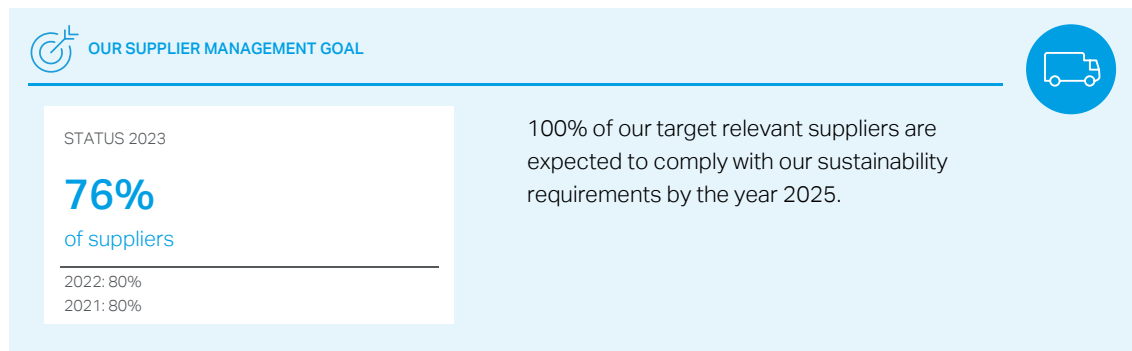 OUR SUPPLIER MANAGEMENT GOAL
STATUS 2023
76%
of suppliers
2022: 80%
2021: 80%
100% of our target relevant suppliers are
expected to comply with our sustainability
requirements by the year 2025.